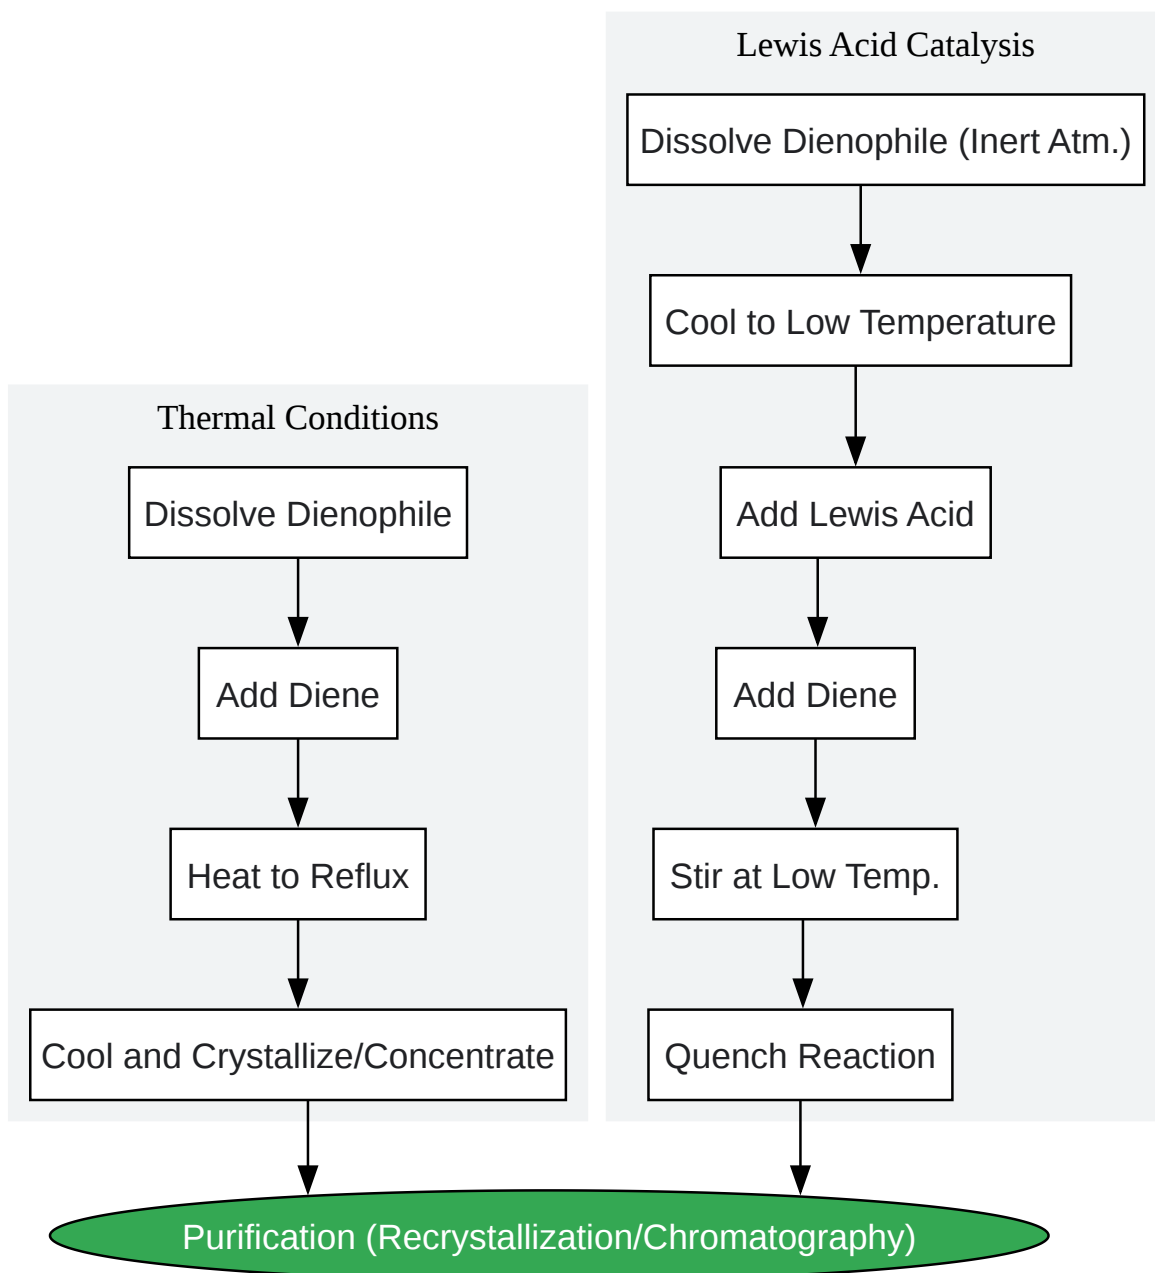 Lewis Acid Catalysis
Dissolve Dienophile (Inert Atm.)
Cool to Low Temperature
Add Lewis Acid
Add Diene
Stir at Low Temp.
Quench Reaction
Thermal Conditions
Dissolve Dienophile
Add Diene
Heat to Reflux
Cool and Crystallize/Concentrate
Purification (Recrystallization/Chromatography)